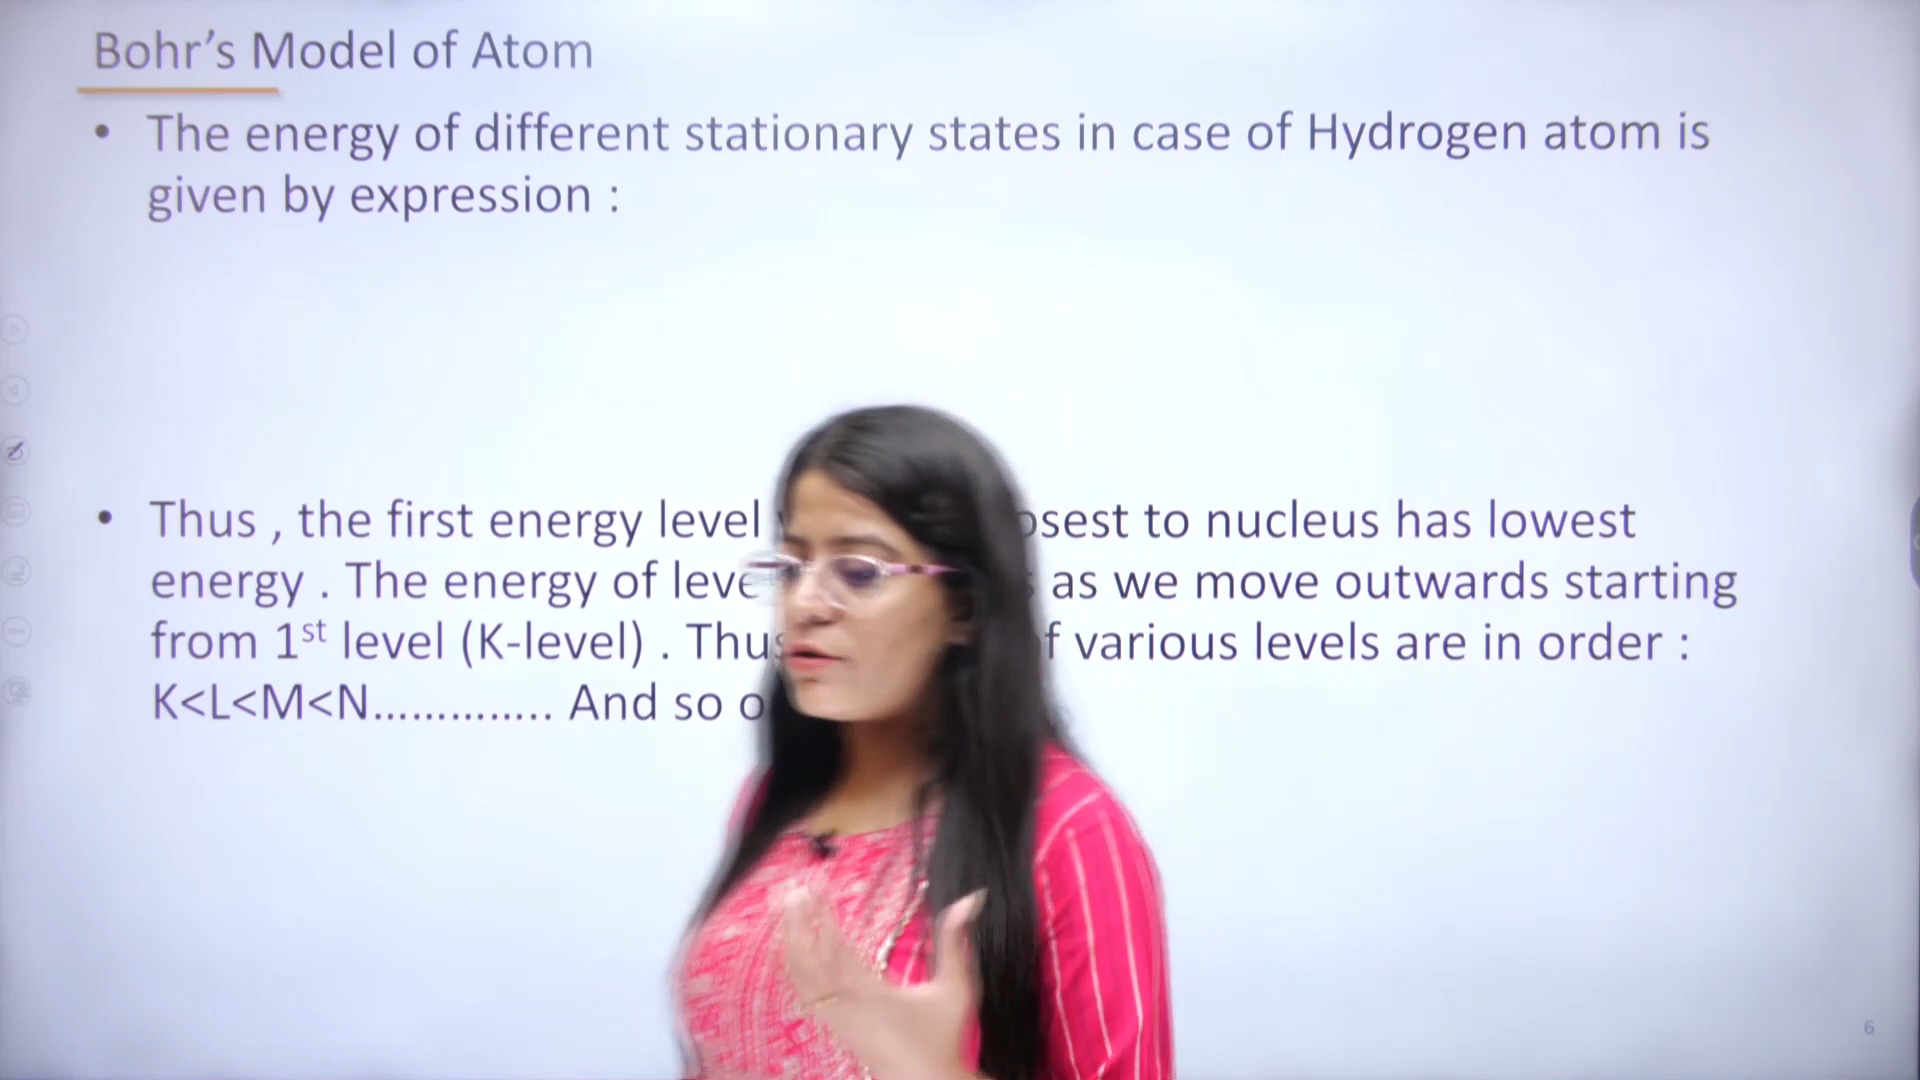 Bohr's Model of Atom
• The energy of different stationary states in case of Hydrogen atom is
given by expression :
• Thus , the first energy level osest to nucleus has lowest
energy . The energy of leve as we move outwards starting
from 1st level (K-level) . Thus f various levels are in order :
K<L<M<N.............. And so o
6